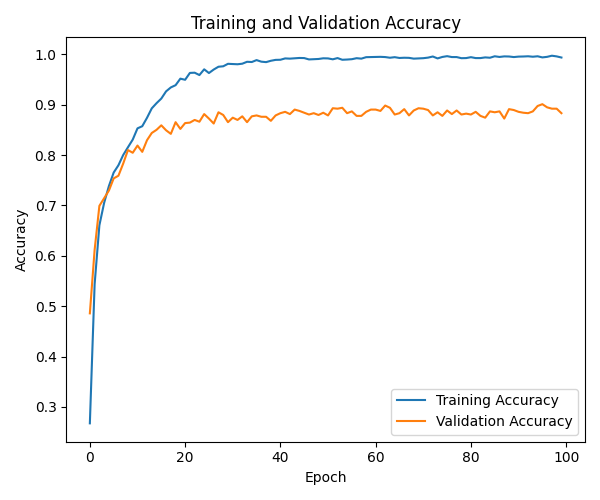 Training and Validation Accuracy
Accuracy
1.0
0.9
0.8
0.7
0.6
0.5
0.4
0.3
Training Accuracy
Validation Accuracy
0
20
40
60
80
100
Epoch